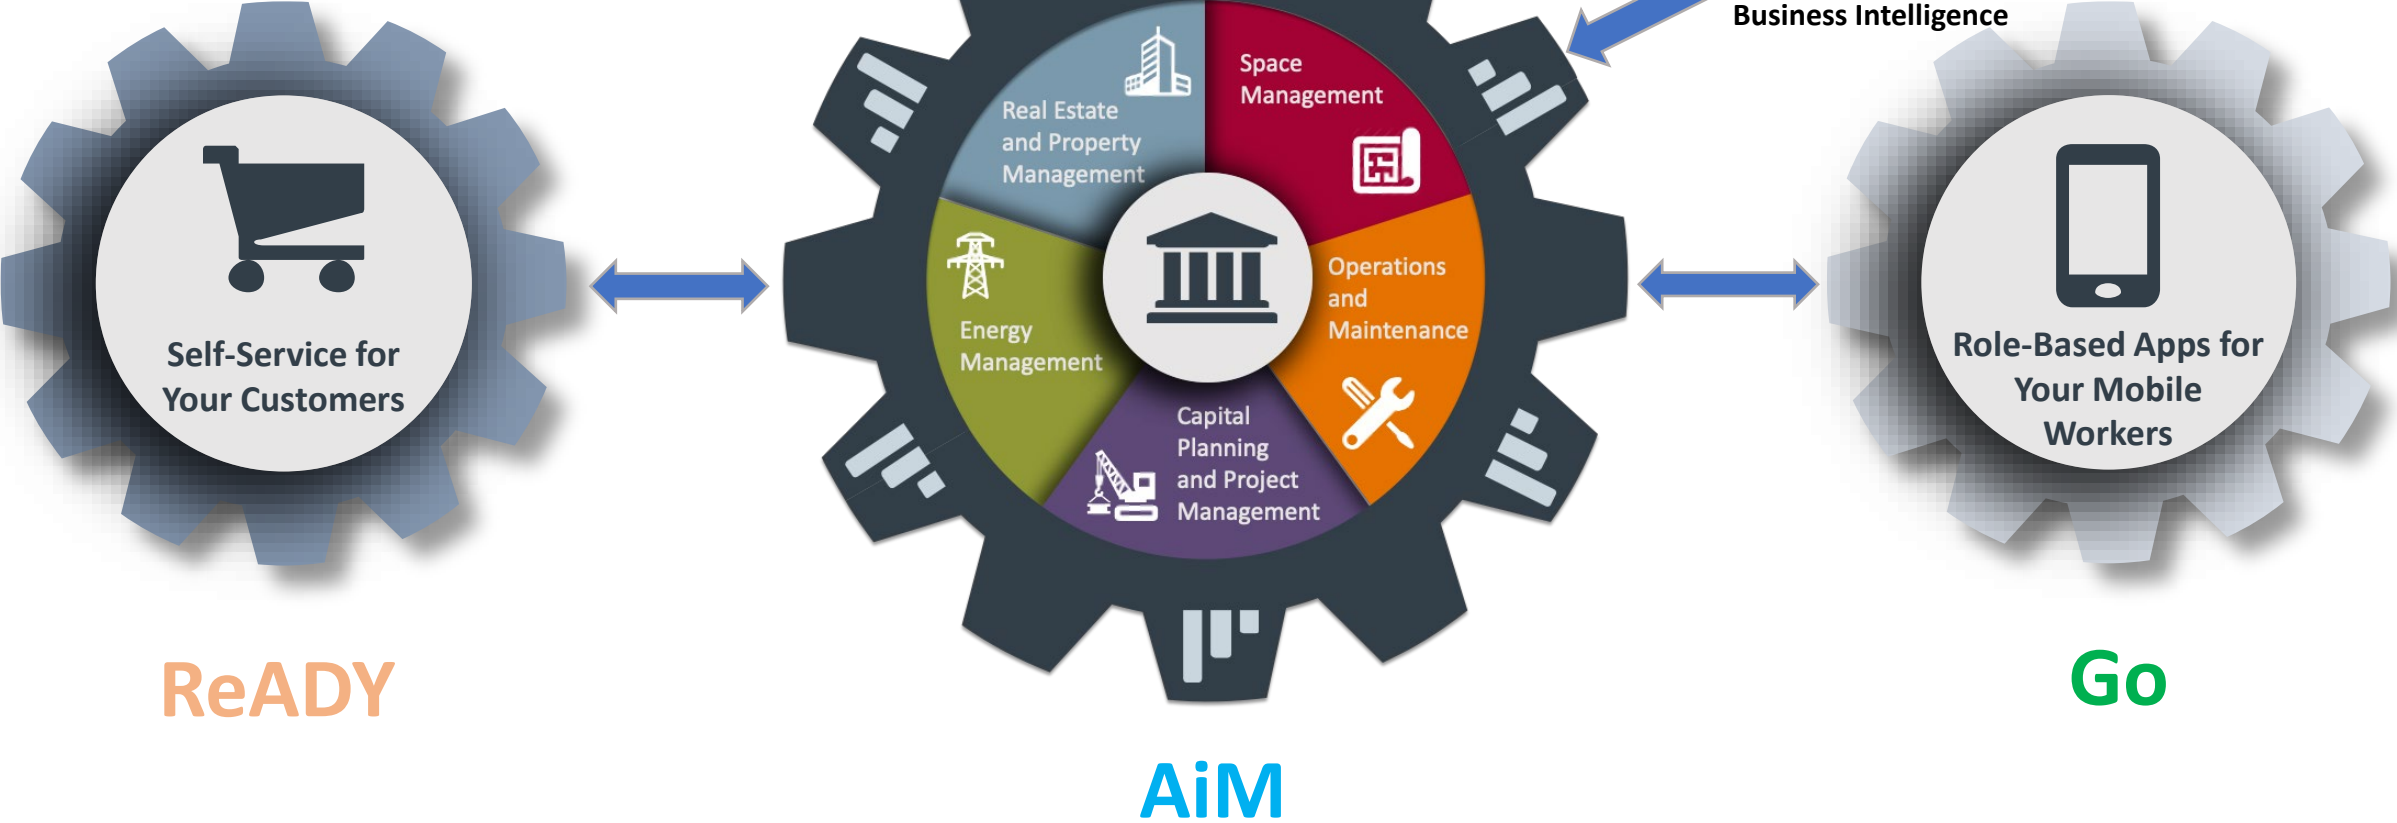 Business Intelligence
Self-Service for
Your Customers
Real Estate
and Property
Management
Space
Management
Energy
Management
Operations
and
Maintenance
Capital
Planning
and Project
Management
Role-Based Apps for
Your Mobile
Workers
ReADY
AiM
Go